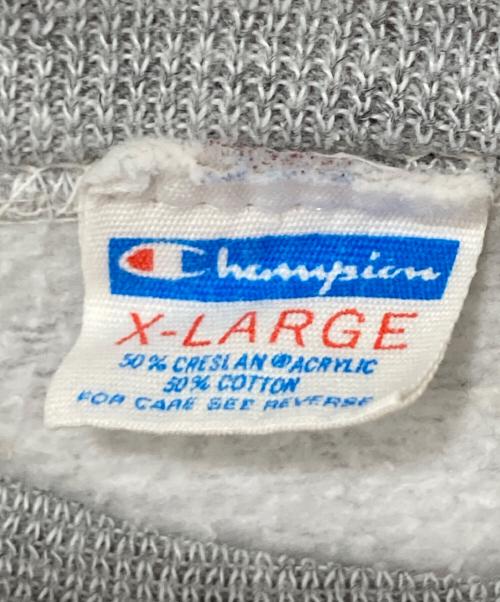 Champion
X-LARGE
50% CRESLAN® ACRYLIC
50% COTTON
FOR CARE SEE REVERSE